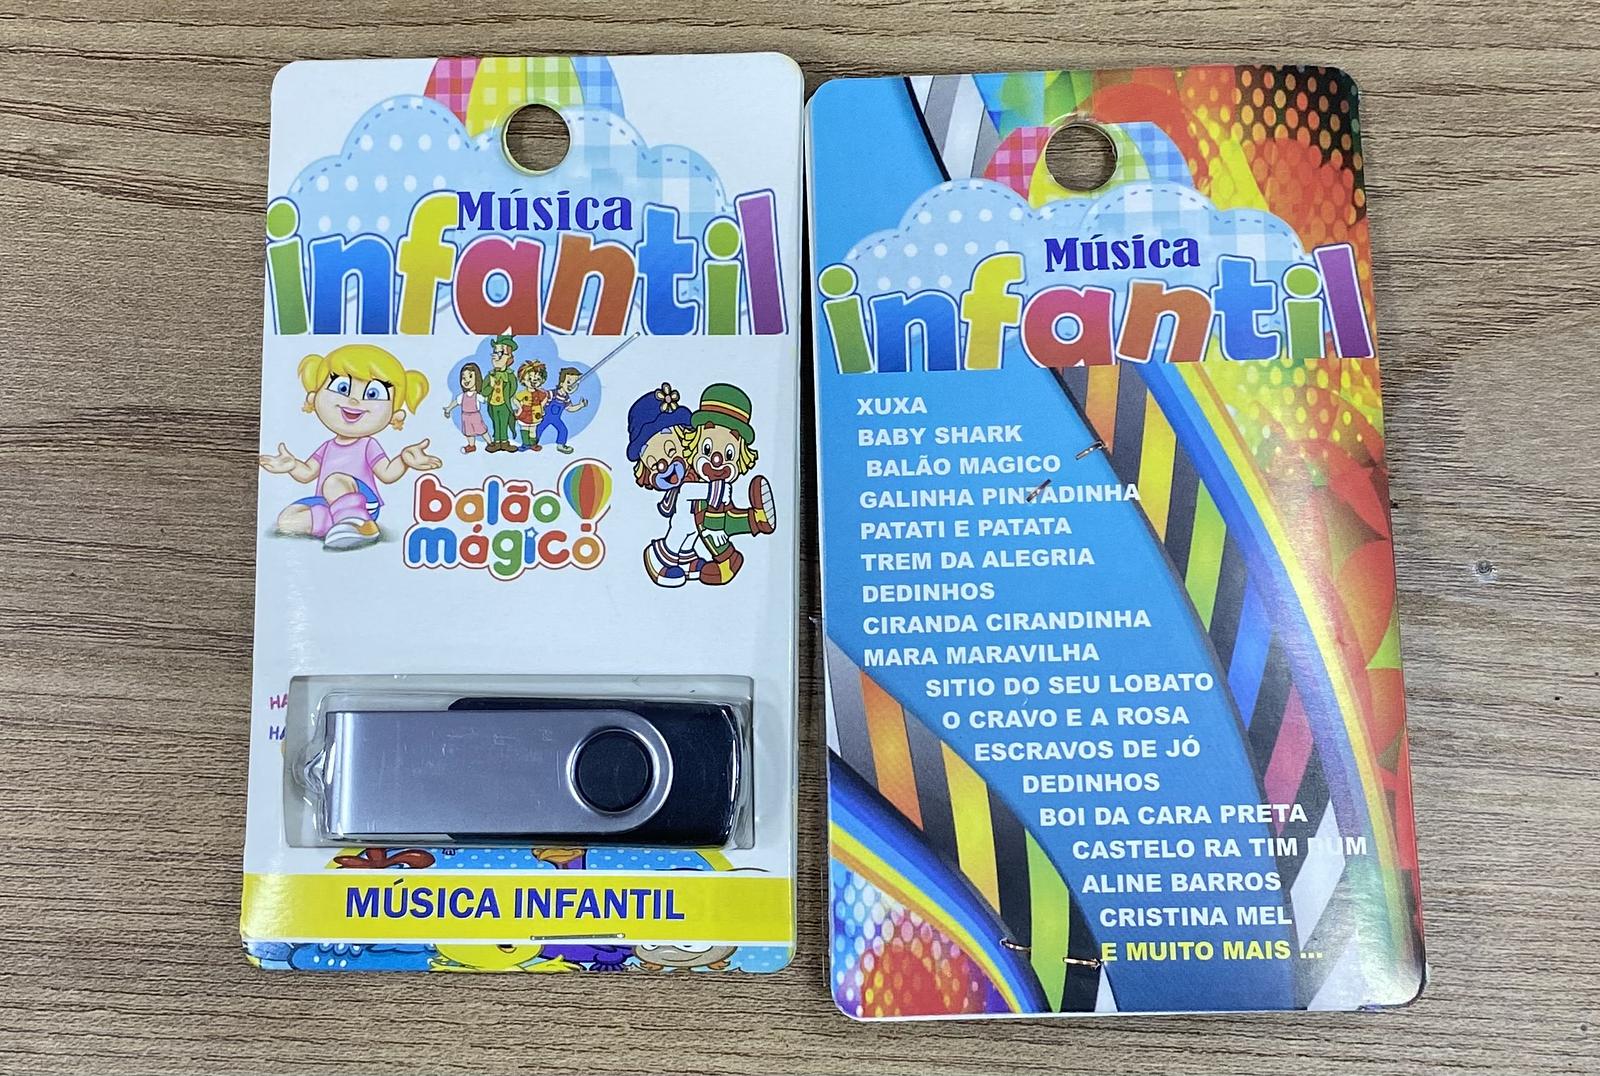 Música
infantil
balão
mágico
HA
HA
MÚSICA INFANTIL
Música
infantil
XUXA
BABY SHARK
BALÃO MAGICO
GALINHA PINTADINHA
PATATI E PATATA
TREM DA ALEGRIA
DEDINHOS
CIRANDA CIRANDINHA
MARA MARAVILHA
SITIO DO SEU LOBATO
O CRAVO E A ROSA
ESCRAVOS DE JÓ
DEDINHOS
BOI DA CARA PRETA
CASTELO RA TIM BUM
ALINE BARROS
CRISTINA MEL
E MUITO MAIS ...